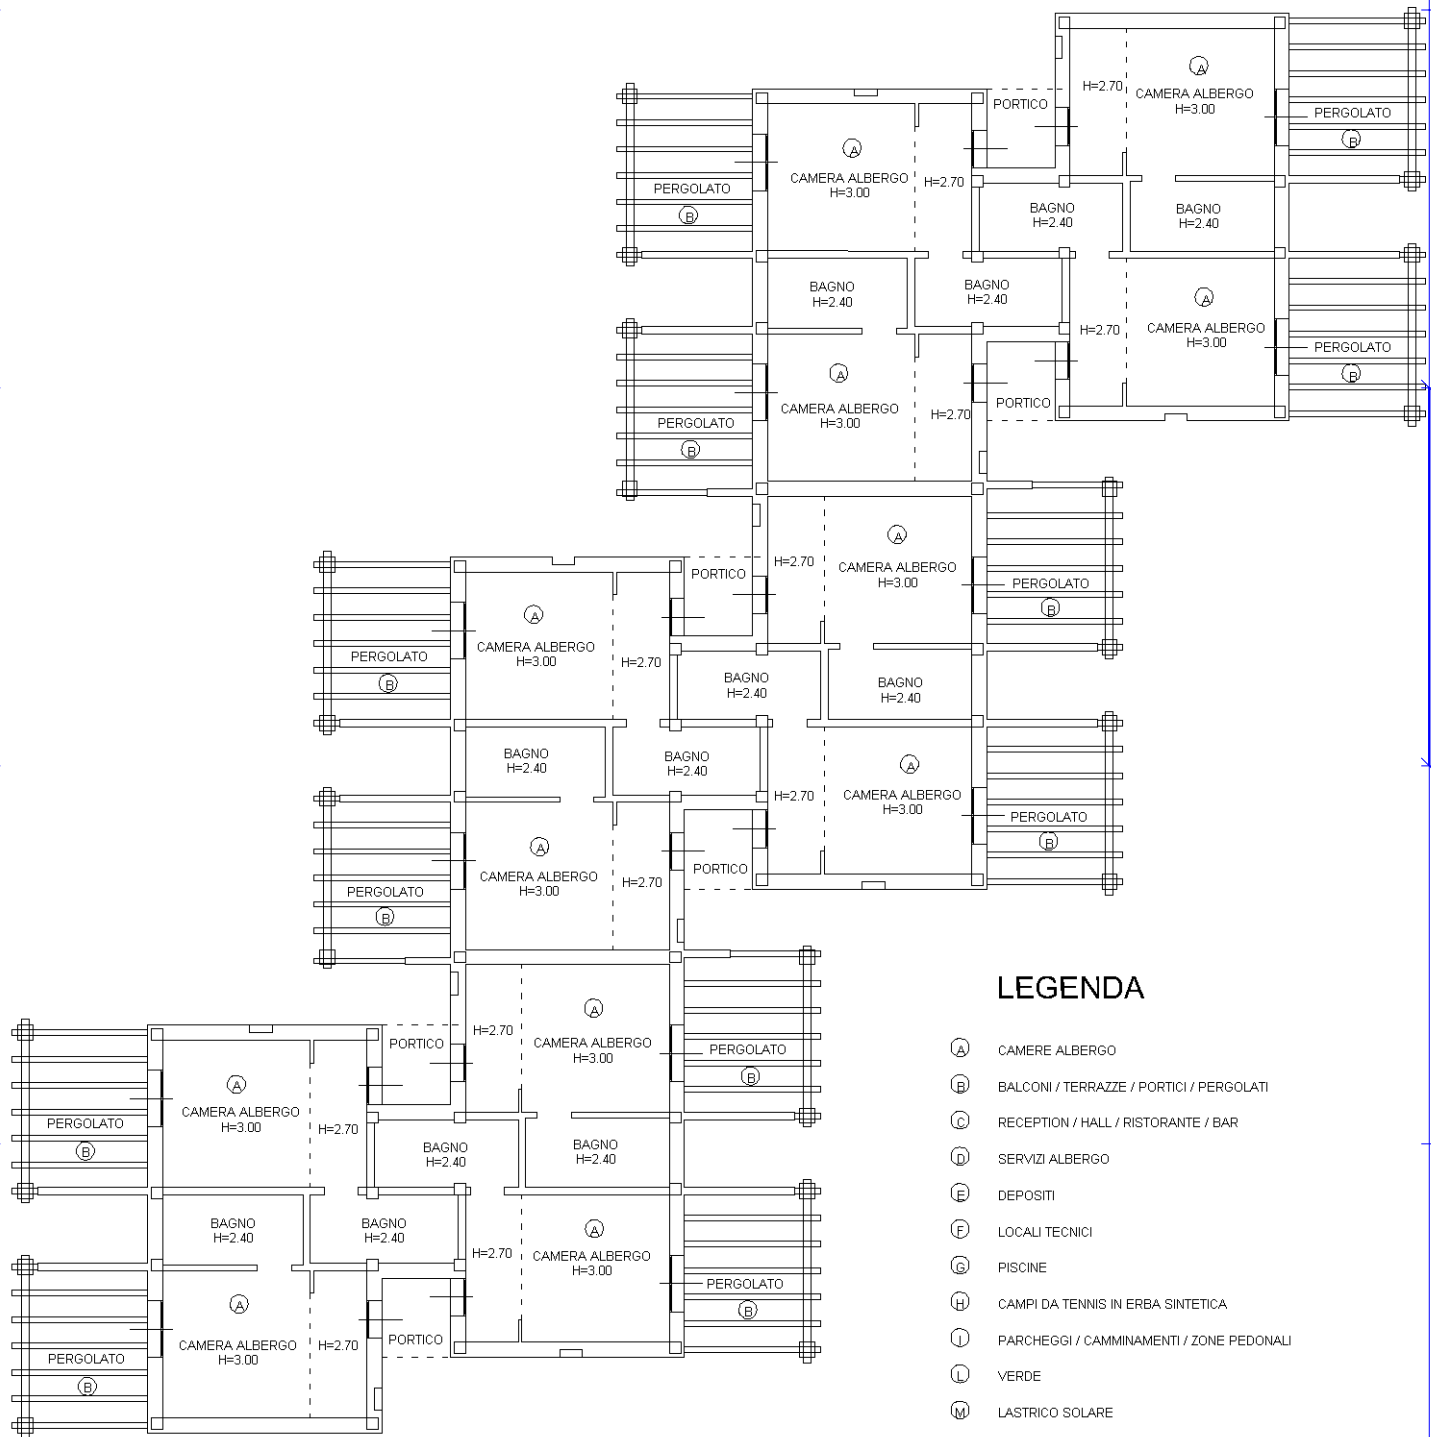 A
CAMERA ALBERGO
H=3.00
H=2.70
PERGOLATO
B
PORTICO
A
CAMERA ALBERGO
H=3.00
H=2.70
PERGOLATO
B
BAGNO
H=2.40
BAGNO
H=2.40
BAGNO
H=2.40
BAGNO
H=2.40
A
CAMERA ALBERGO
H=3.00
H=2.70
PERGOLATO
B
A
CAMERA ALBERGO
H=3.00
H=2.70
PORTICO
PERGOLATO
B
A
CAMERA ALBERGO
H=3.00
H=2.70
PERGOLATO
B
PORTICO
A
CAMERA ALBERGO
H=3.00
H=2.70
PERGOLATO
B
BAGNO
H=2.40
BAGNO
H=2.40
BAGNO
H=2.40
BAGNO
H=2.40
A
CAMERA ALBERGO
H=3.00
H=2.70
PERGOLATO
B
A
CAMERA ALBERGO
H=3.00
H=2.70
PORTICO
PERGOLATO
B
A
CAMERA ALBERGO
H=3.00
H=2.70
PERGOLATO
B
PORTICO
A
CAMERA ALBERGO
H=3.00
H=2.70
PERGOLATO
B
BAGNO
H=2.40
BAGNO
H=2.40
BAGNO
H=2.40
BAGNO
H=2.40
A
CAMERA ALBERGO
H=3.00
H=2.70
PERGOLATO
B
A
CAMERA ALBERGO
H=3.00
H=2.70
PORTICO
PERGOLATO
B
LEGENDA
A CAMERE ALBERGO
B BALCONI / TERRAZZE / PORTICI / PERGOLATI
C RECEPTION / HALL / RISTORANTE / BAR
D SERVIZI ALBERGO
E DEPOSITI
F LOCALI TECNICI
G PISCINE
H CAMPI DA TENNIS IN ERBA SINTETICA
I PARCHEGGI / CAMMINAMENTI / ZONE PEDONALI
L VERDE
M LASTRICO SOLARE